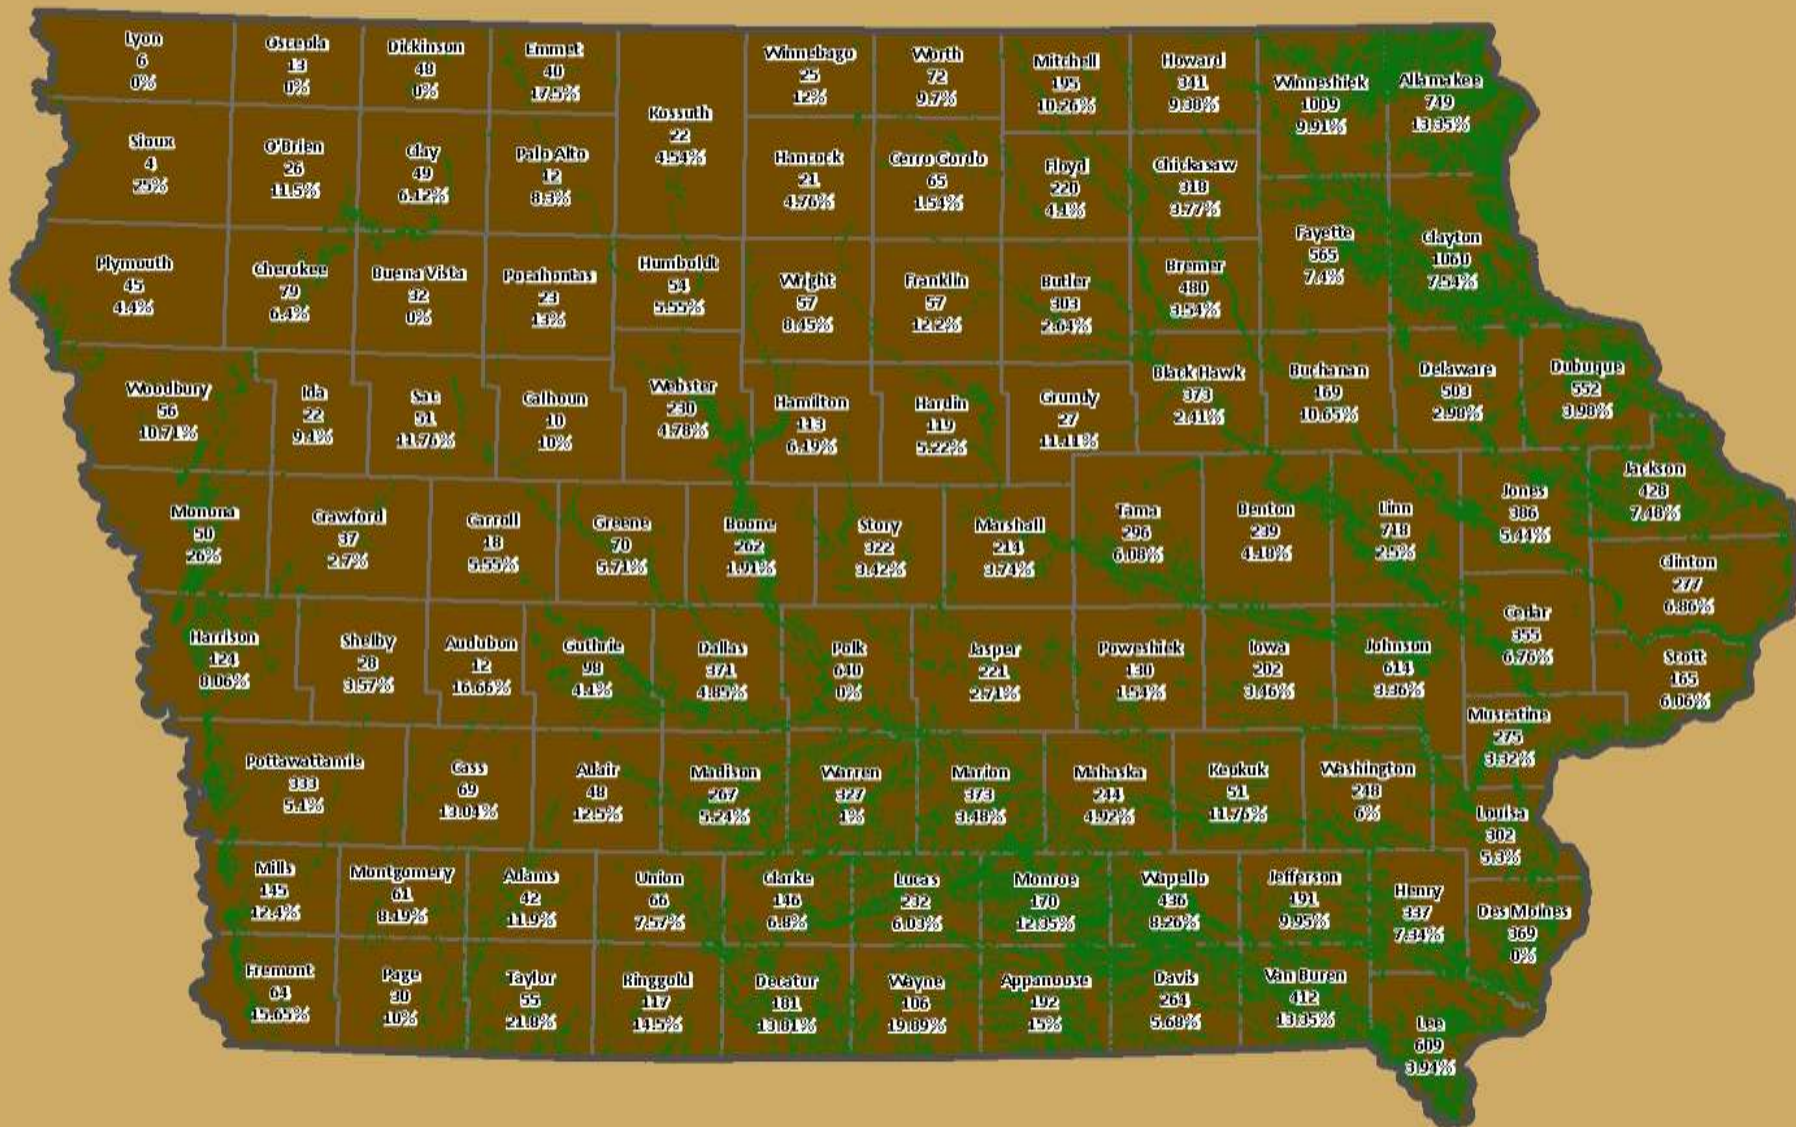 Lyon
6
0%
Osceola
13
0%
Dickinson
48
0%
Emmet
40
17.5%
Kossuth
22
4.54%
Winnebago
25
12%
Worth
72
9.7%
Mitchell
195
10.26%
Howard
341
9.38%
Winneshiek
1009
9.91%
Allamakee
749
13.35%
Sioux
4
25%
O'Brien
26
11.5%
Clay
49
6.12%
Palo Alto
12
8.3%
Hancock
21
4.76%
Cerro Gordo
65
1.54%
Floyd
220
4.1%
Chickasaw
318
3.77%
Fayette
565
7.4%
Clayton
1060
7.54%
Plymouth
45
4.4%
Cherokee
79
6.4%
Buena Vista
32
0%
Pocahontas
23
13%
Humboldt
54
5.55%
Wright
57
8.45%
Franklin
57
12.2%
Butler
303
2.64%
Bremer
480
3.54%
Woodbury
56
10.71%
Ida
22
9.1%
Sac
51
11.76%
Calhoun
10
10%
Webster
230
4.78%
Hamilton
113
6.19%
Hardin
119
5.22%
Grundy
27
11.11%
Black Hawk
373
2.41%
Buchanan
169
10.65%
Delaware
503
2.98%
Dubuque
552
3.98%
Monona
50
26%
Crawford
37
2.7%
Carroll
18
5.55%
Greene
70
5.71%
Boone
262
1.91%
Story
322
3.42%
Marshall
214
3.74%
Tama
296
6.08%
Benton
239
4.18%
Linn
718
2.5%
Jones
386
5.44%
Jackson
428
7.48%
Clinton
277
6.86%
Harrison
124
8.06%
Shelby
28
3.57%
Audubon
12
16.66%
Guthrie
98
4.1%
Dallas
371
4.85%
Polk
640
0%
Jasper
221
2.71%
Poweshiek
130
1.54%
Iowa
202
3.46%
Johnson
614
3.36%
Cedar
355
6.76%
Scott
165
6.06%
Muscatine
275
3.32%
Pottawattamie
333
5.1%
Cass
69
13.04%
Adair
48
12.5%
Madison
267
5.24%
Warren
327
1%
Marion
373
3.48%
Mahaska
244
4.92%
Keokuk
51
11.76%
Washington
248
6%
Louisa
302
5.3%
Mills
145
12.4%
Montgomery
61
8.19%
Adams
42
11.9%
Union
66
7.57%
Clarke
146
6.8%
Lucas
232
6.03%
Monroe
170
12.35%
Wapello
436
8.26%
Jefferson
191
9.95%
Henry
337
7.34%
Des Moines
369
0%
Fremont
64
15.65%
Page
30
10%
Taylor
55
21.8%
Ringgold
117
14.5%
Decatur
181
13.81%
Wayne
106
19.89%
Appanoose
192
15%
Davis
264
5.68%
Van Buren
412
13.35%
Lee
609
3.94%